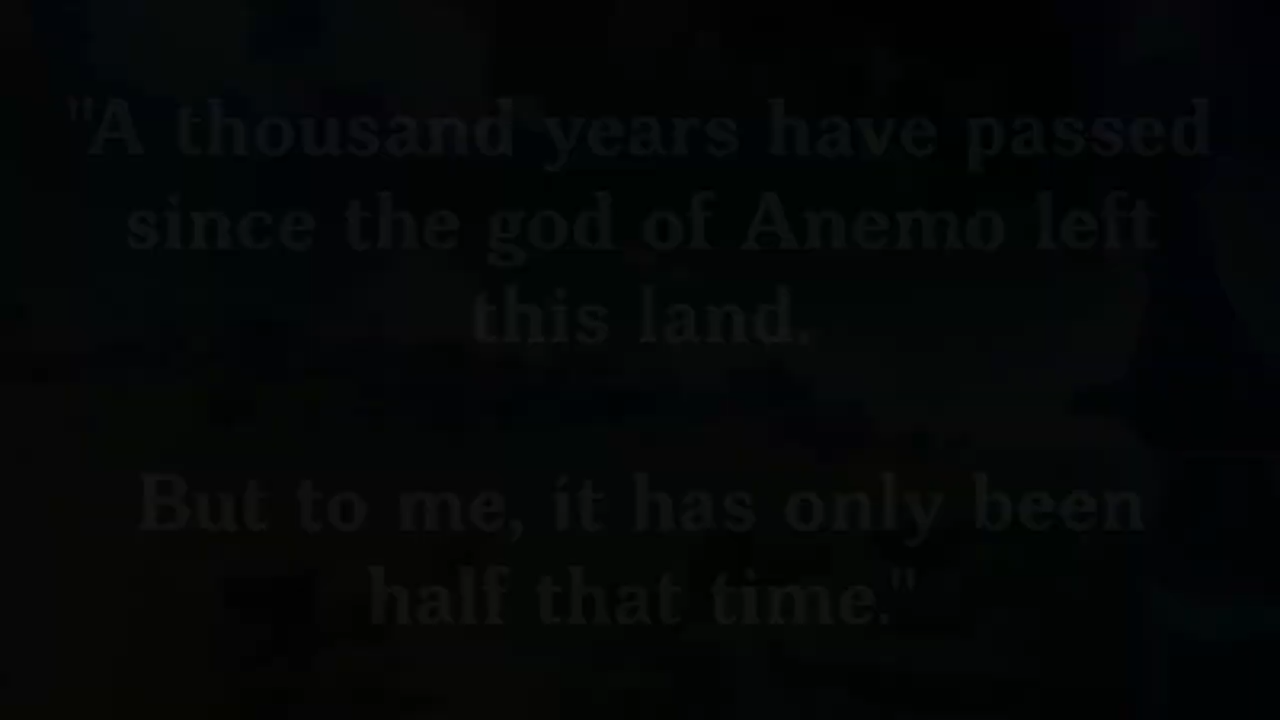 "A thousand years have passed
since the god of Anemo left
this land.
But to me, it has only been
half that time."